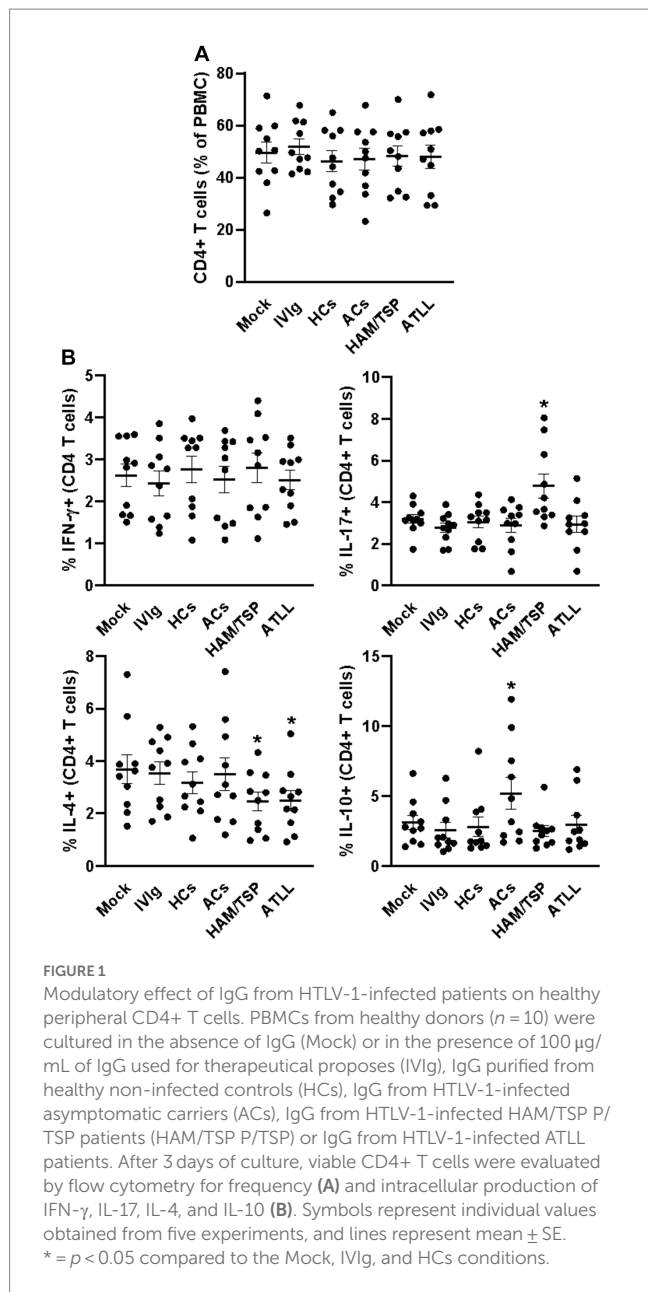 A
CD4+ T cells (% of PBMC)
80
60
40
20
0
Mock
IVIg
HCs
ACs
HAM/TSP
ATLL
B
% IFN-γ+ (CD4 T cells)
5
4
3
2
1
0
Mock
IVIg
HCs
ACs
HAM/TSP
ATLL
% IL-17+ (CD4+ T cells)
10
8
6
4
2
0
*
Mock
IVIg
HCs
ACs
HAM/TSP
ATLL
% IL-4+ (CD4+ T cells)
8
6
4
2
0
*
*
Mock
IVIg
HCs
ACs
HAM/TSP
ATLL
% IL-10+ (CD4+ T cells)
15
10
5
0
*
Mock
IVIg
HCs
ACs
HAM/TSP
ATLL
FIGURE 1
Modulatory effect of IgG from HTLV-1-infected patients on healthy
peripheral CD4+ T cells. PBMCs from healthy donors (n = 10) were
cultured in the absence of IgG (Mock) or in the presence of 100 μg/
mL of IgG used for therapeutical proposes (IVIg), IgG purified from
healthy non-infected controls (HCs), IgG from HTLV-1-infected
asymptomatic carriers (ACs), IgG from HTLV-1-infected HAM/TSP P/
TSP patients (HAM/TSP P/TSP) or IgG from HTLV-1-infected ATLL
patients. After 3 days of culture, viable CD4+ T cells were evaluated
by flow cytometry for frequency (A) and intracellular production of
IFN-γ, IL-17, IL-4, and IL-10 (B). Symbols represent individual values
obtained from five experiments, and lines represent mean ± SE.
* = p < 0.05 compared to the Mock, IVIg, and HCs conditions.